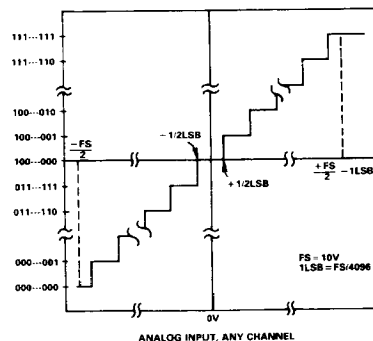 111...111
111...110
100...010
100...001
100...000
011...111
011...110
000...001
000...000
-FS
2
-1/2LSB
+1/2LSB
+FS
2
-1LSB
FS = 10V
1LSB = FS/4096
0V
ANALOG INPUT, ANY CHANNEL